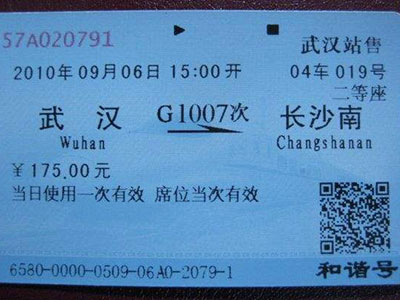 57A020791
武汉站售
2010年09月06日 15:00开
04车 019号
二等座
武汉 G1007次 长沙南
Wuhan Changshanan
￥175.00元
当日使用一次有效 席位当次有效
6580-0000-0509-06A0-2079-1 和谐号